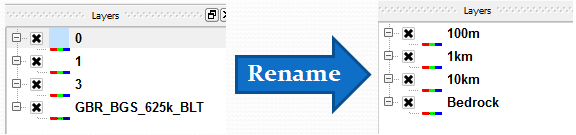 Layers
0
1
3
GBR_BGS_625k_BLT
Rename
Layers
100m
1km
10km
Bedrock